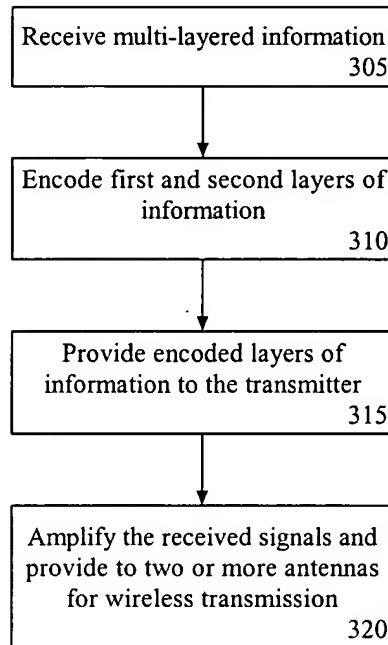 Receive multi-layered information
305
Encode first and second layers of
information
310
Provide encoded layers of
information to the transmitter
315
Amplify the received signals and
provide to two or more antennas
for wireless transmission
320